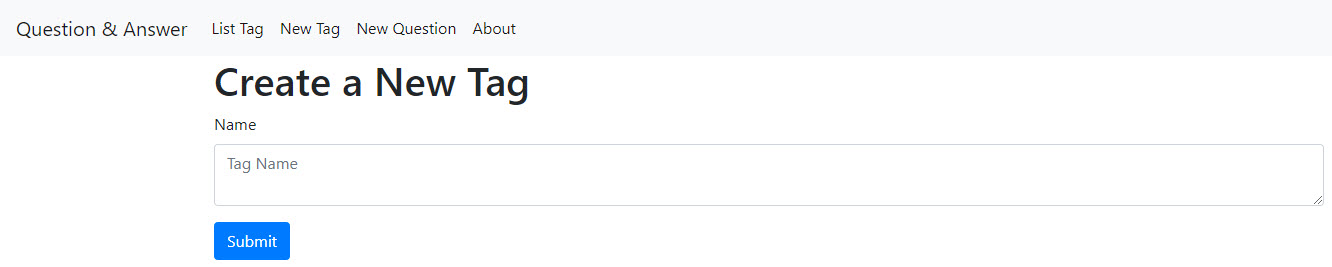 Question & Answer List Tag New Tag New Question About
Create a New Tag
Name
Tag Name
Submit